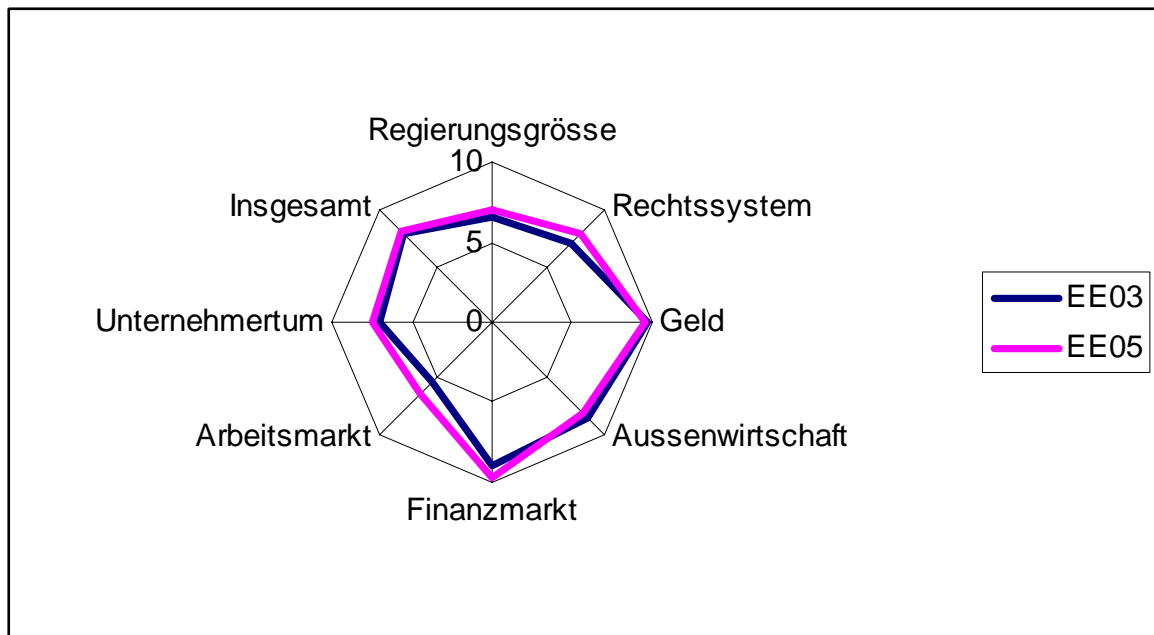 Regierungsgrösse
10
Insgesamt
Rechtssystem
5
Unternehmertum
0
Geld
EE03
EE05
Arbeitsmarkt
Aussenwirtschaft
Finanzmarkt